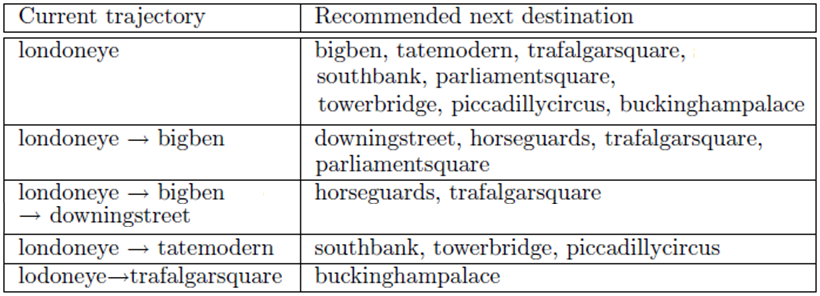 Current trajectory Recommended next destination
londoneye bigben, tatemodern, trafalgarsquare,
southbank, parliamentsquare,
towerbridge, piccadillycircus, buckinghampalace
londoneye → bigben downingstreet, horseguards, trafalgarsquare,
parliamentsquare
londoneye → bigben horseguards, trafalgarsquare
→ downingstreet
londoneye → tatemodern southbank, towerbridge, piccadillycircus
lodoneye→trafalgarsquare buckinghampalace